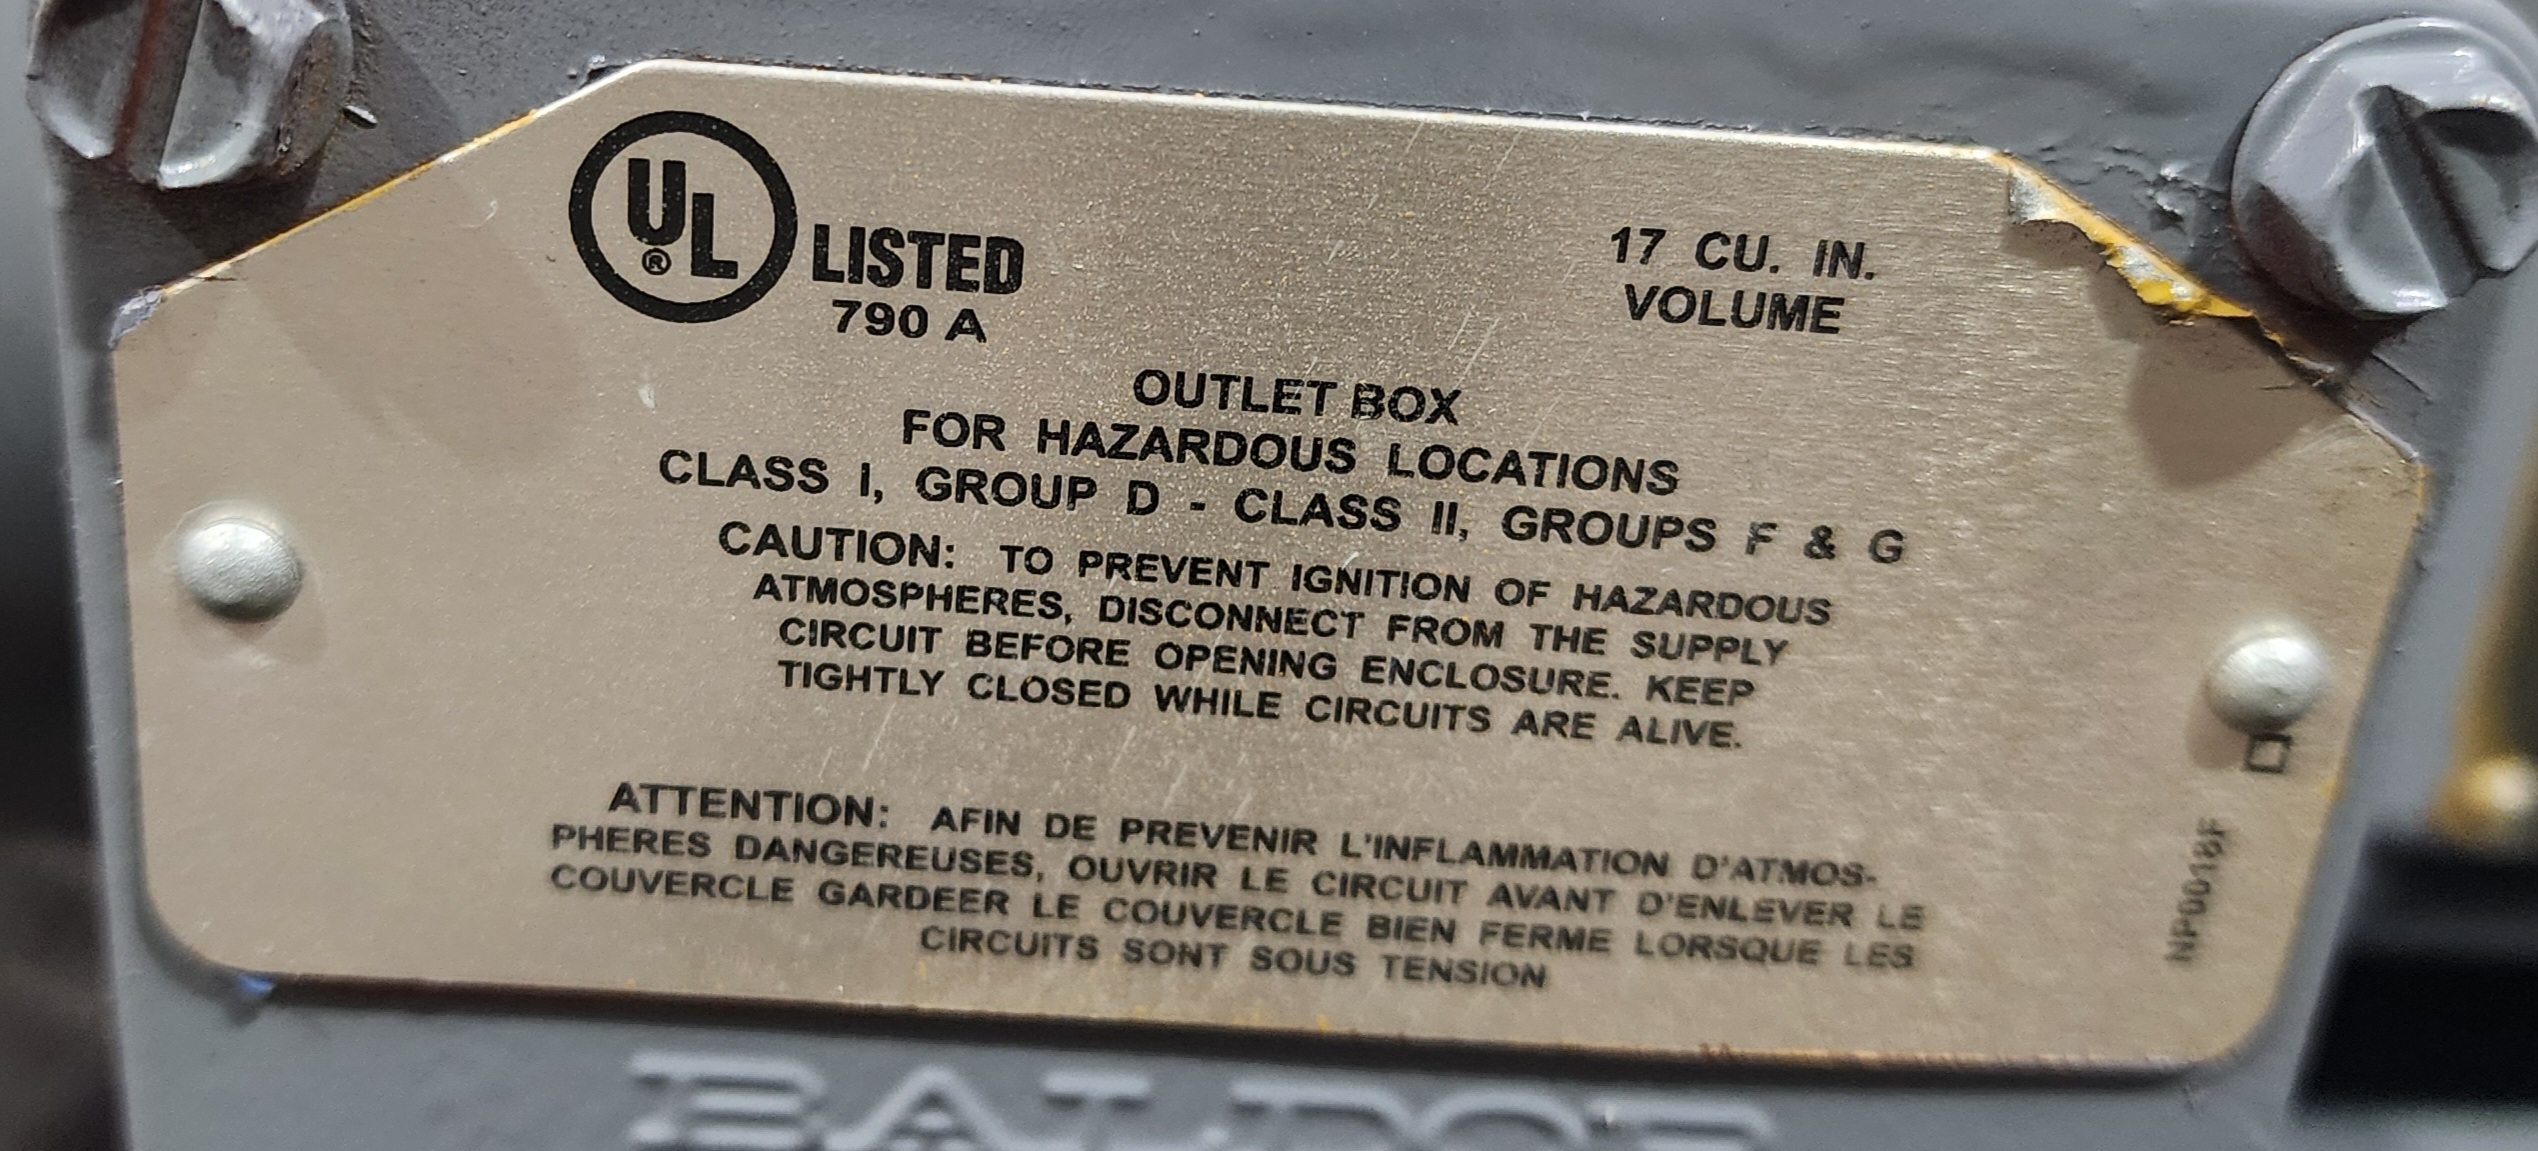 UL
®
LISTED
790 A
17 CU. IN.
VOLUME
OUTLET BOX
FOR HAZARDOUS LOCATIONS
CLASS I, GROUP D - CLASS II, GROUPS F & G
CAUTION: TO PREVENT IGNITION OF HAZARDOUS
ATMOSPHERES, DISCONNECT FROM THE SUPPLY
CIRCUIT BEFORE OPENING ENCLOSURE. KEEP
TIGHTLY CLOSED WHILE CIRCUITS ARE ALIVE.
ATTENTION: AFIN DE PREVENIR L'INFLAMMATION D'ATMOS-
PHERES DANGEREUSES, OUVRIR LE CIRCUIT AVANT D'ENLEVER LE
COUVERCLE GARDEER LE COUVERCLE BIEN FERME LORSQUE LES
CIRCUITS SONT SOUS TENSION
NP0018F
BALDOR